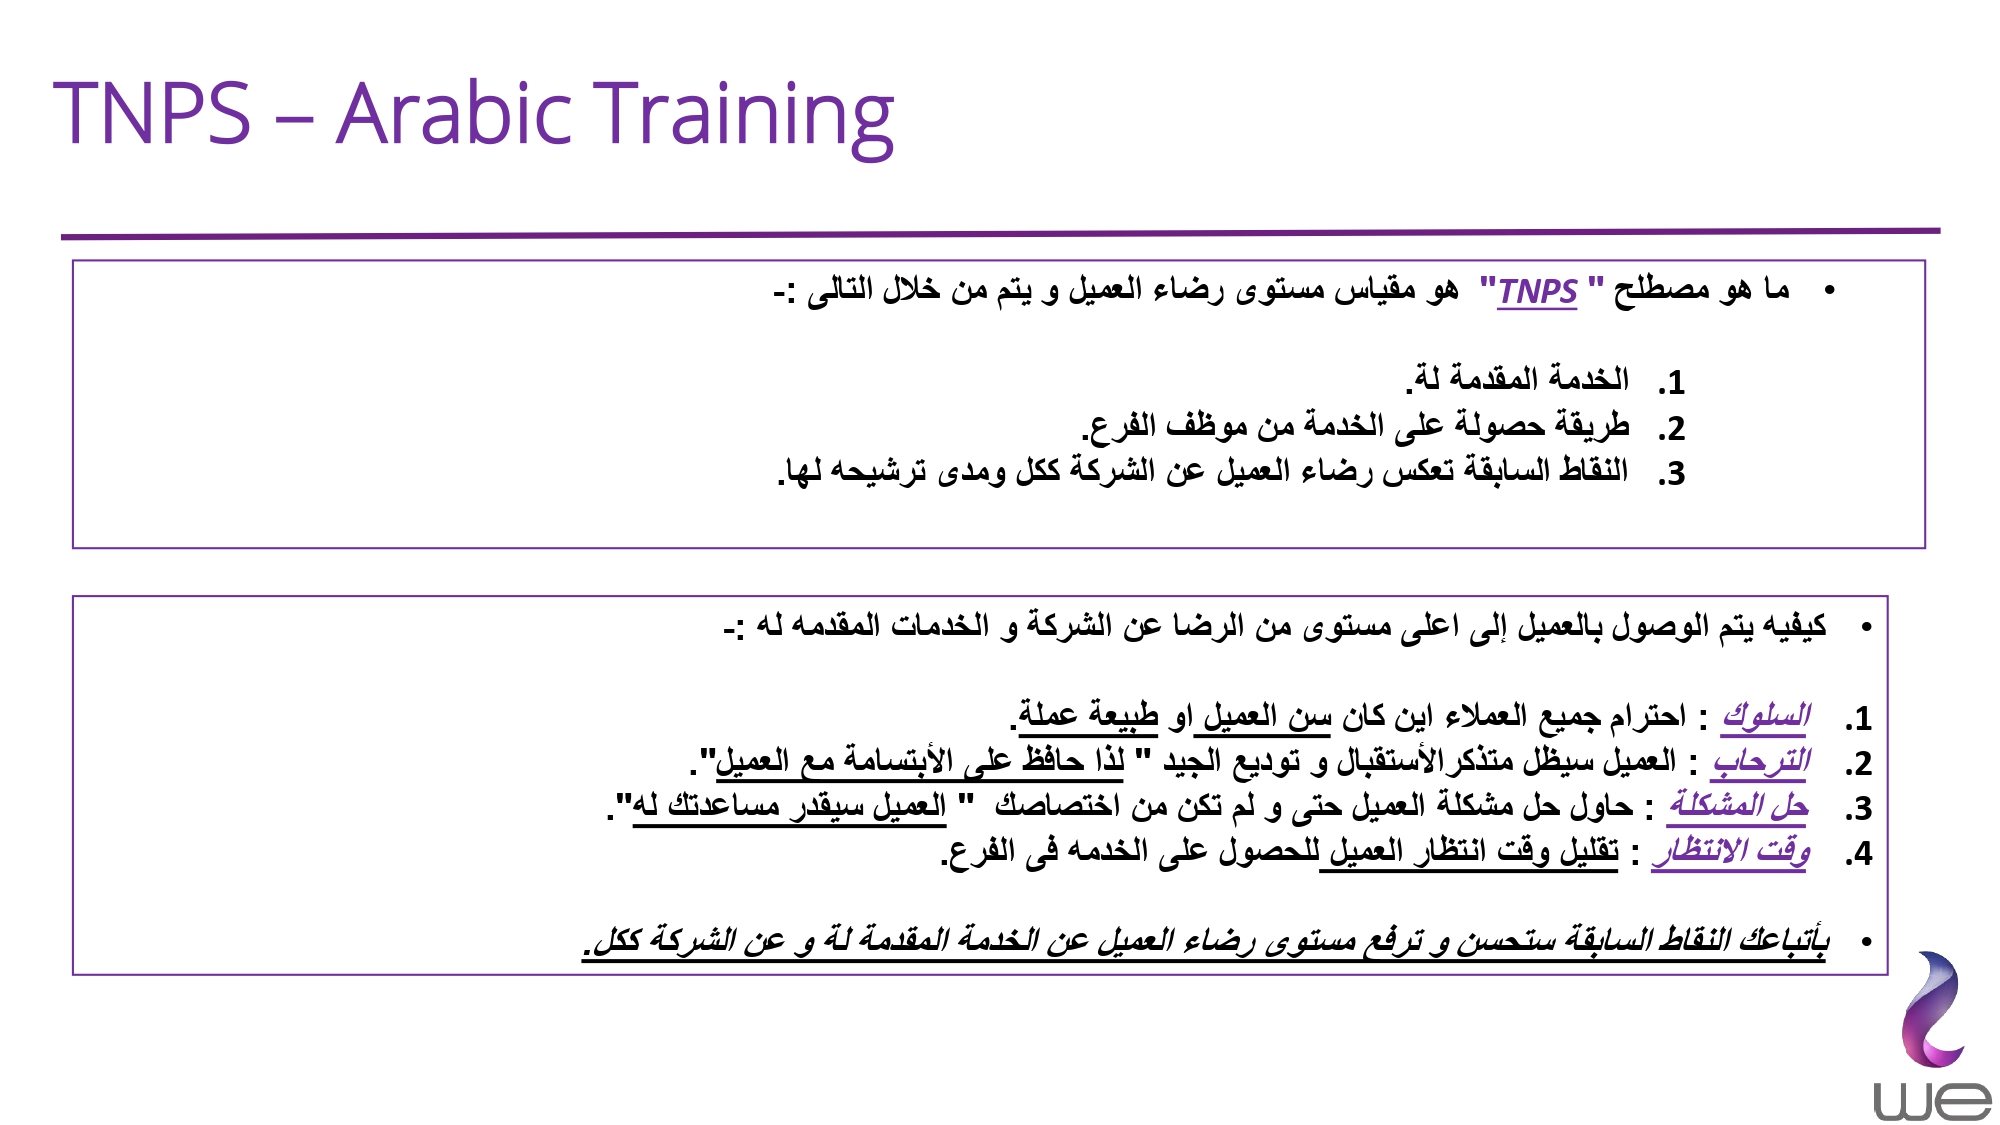 TNPS – Arabic Training
• ما هو مصطلح " TNPS" هو مقياس مستوى رضاء العميل و يتم من خلال التالى :-
1. الخدمة المقدمة لة.
2. طريقة حصولة على الخدمة من موظف الفرع.
3. النقاط السابقة تعكس رضاء العميل عن الشركة ككل ومدى ترشيحه لها.
• كيفيه يتم الوصول بالعميل إلى اعلى مستوى من الرضا عن الشركة و الخدمات المقدمه له :-
1. السلوك : احترام جميع العملاء اين كان سن العميل او طبيعة عملة.
2. الترحاب : العميل سيظل متذكرالأستقبال و توديع الجيد " لذا حافظ على الأبتسامة مع العميل".
3. حل المشكلة : حاول حل مشكلة العميل حتى و لم تكن من اختصاصك " العميل سيقدر مساعدتك له".
4. وقت الانتظار : تقليل وقت انتظار العميل للحصول على الخدمه فى الفرع.
• بأتباعك النقاط السابقة ستحسن و ترفع مستوى رضاء العميل عن الخدمة المقدمة لة و عن الشركة ككل.
we